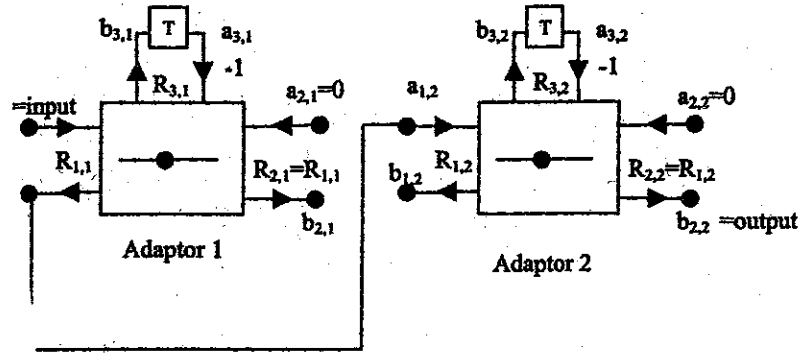 b3,1 T a3,1
-1
R3,1
=input
a2,1=0
R1,1
R2,1=R1,1
b2,1
Adaptor 1
b3,2 T a3,2
-1
R3,2
a1,2
a2,2=0
R1,2
b1,2
R2,2=R1,2
b2,2 =output
Adaptor 2